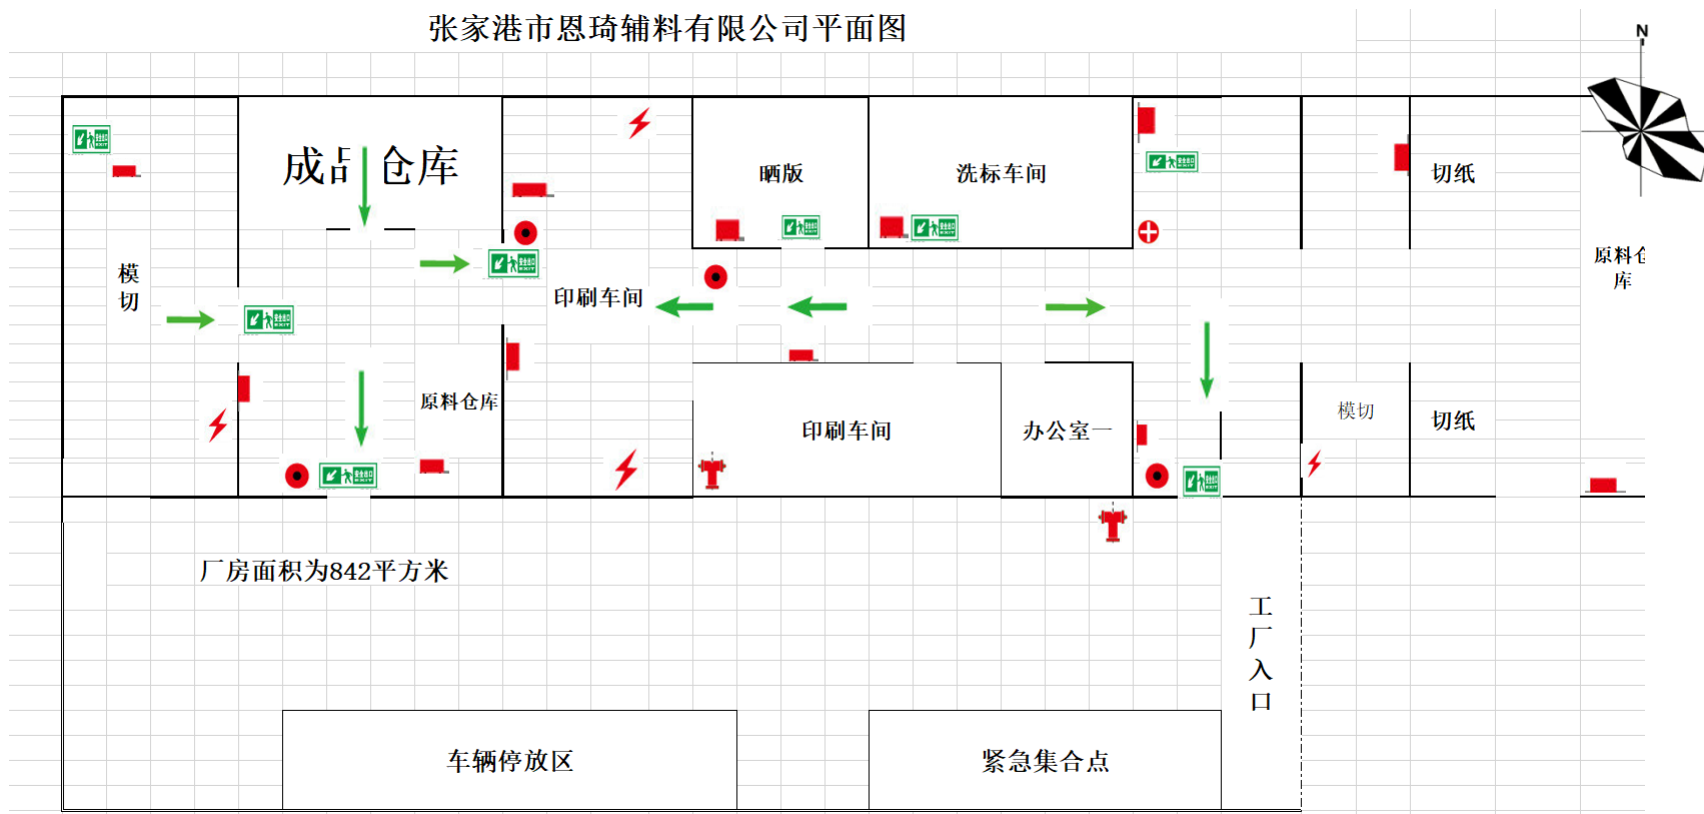 张家港市恩琦辅料有限公司平面图
N
成品仓库
晒版
洗标车间
切纸
模
切
印刷车间
原料仓
库
原料仓库
印刷车间
办公室一
模切
切纸
厂房面积为842平方米
工
厂
入
口
车辆停放区
紧急集合点